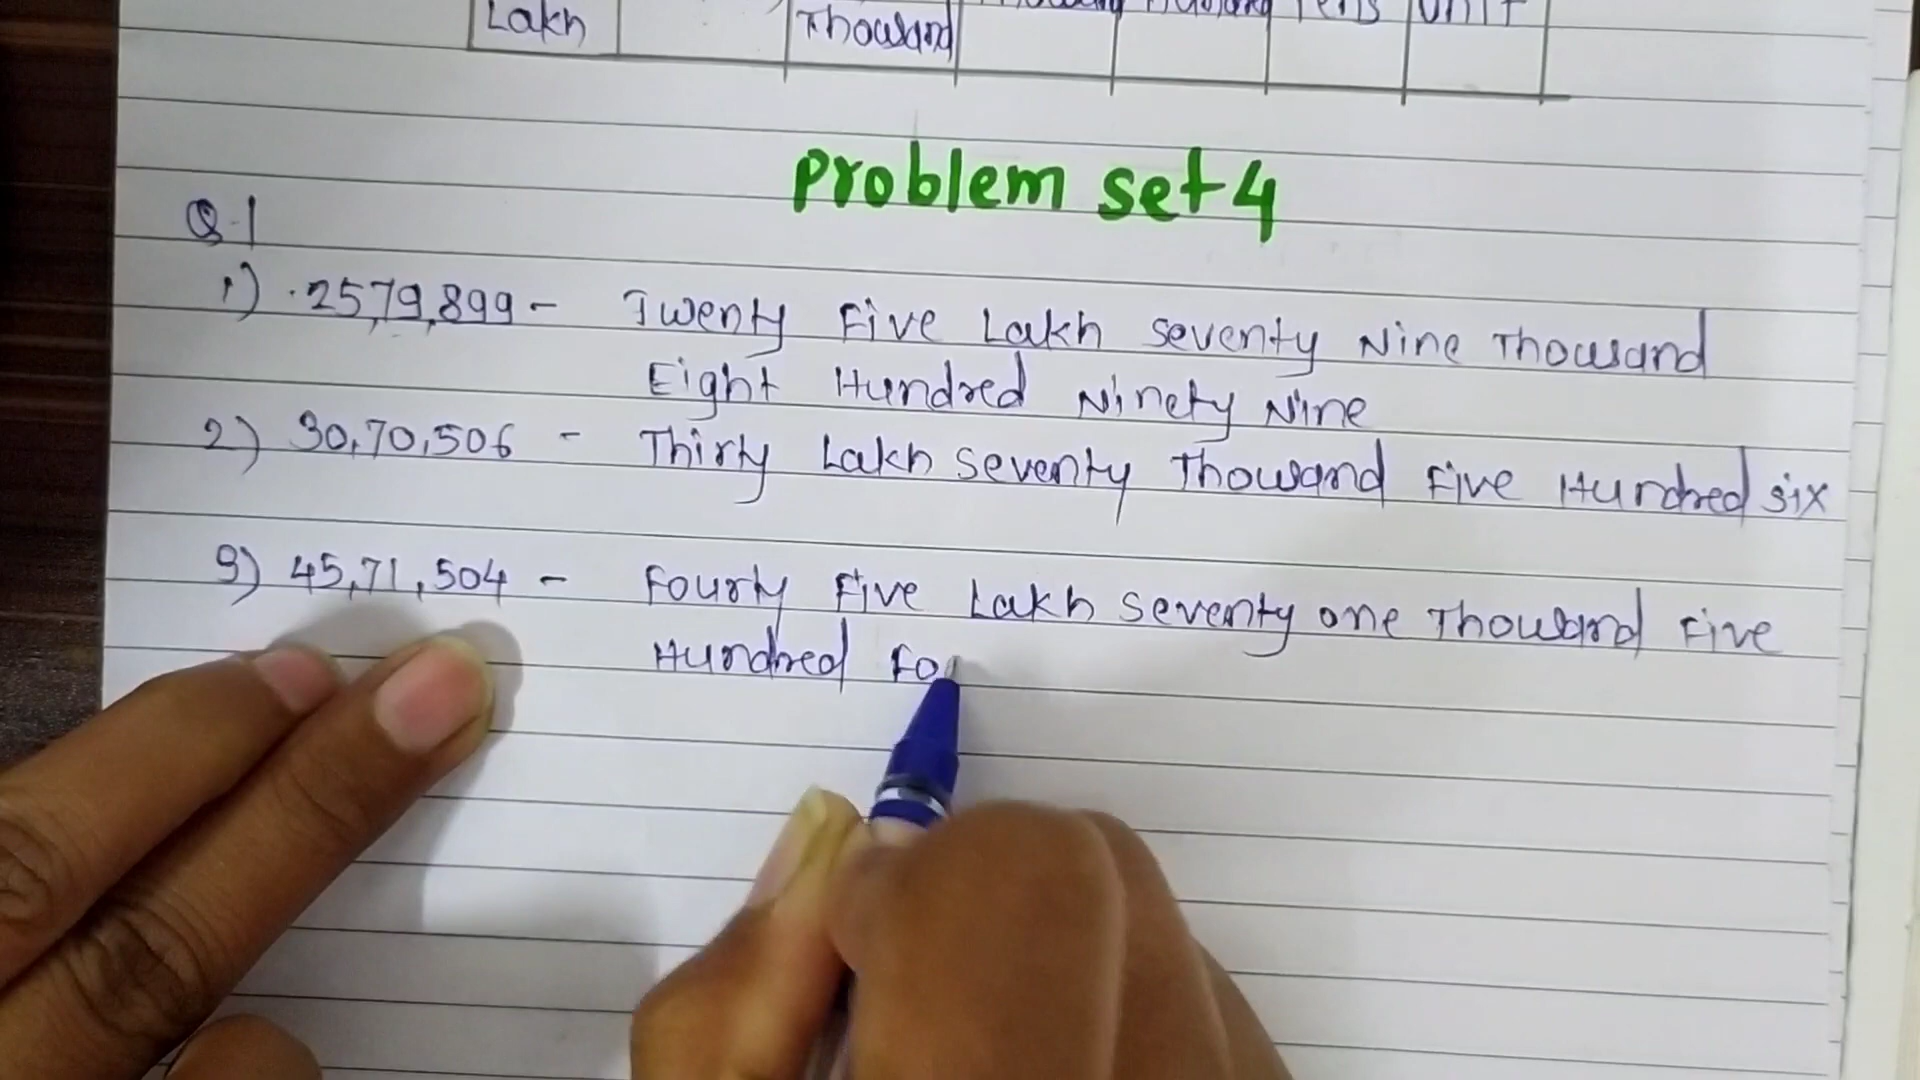 Lakh Thousand Tens Unit
Problem set 4
Q.1
1) 25,79,899 - Twenty Five Lakh Seventy Nine Thousand
Eight Hundred Ninety Nine
2) 30,70,506 - Thirty Lakh Seventy Thousand Five Hundred six
3) 45,71,504 - Fourty Five Lakh Seventy one Thousand Five
Hundred Fo